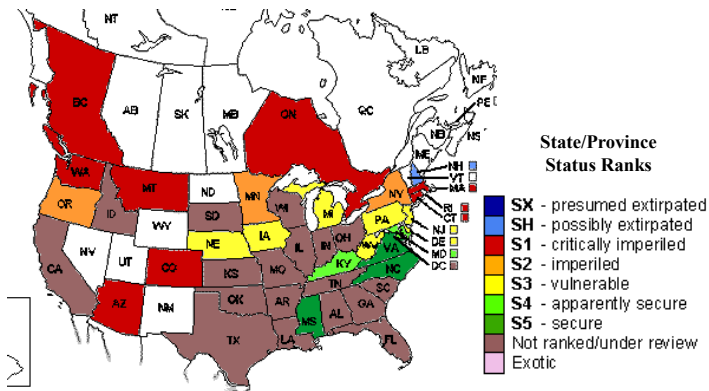 NT
NU
LB
BC
AB
SK
MB
ON
QC
NF
PE
NB
NS
ME
NH
VT
MA
RI
CT
NJ
DE
MD
DC
WA
MT
ND
MN
OR
ID
SD
WI
MI
NY
WY
NE
IA
PA
NV
UT
CO
KS
MO
IL
IN
OH
WV
VA
KY
CA
AZ
NM
OK
AR
TN
NC
SC
TX
LA
MS
AL
GA
FL
State/Province
Status Ranks
SX - presumed extirpated
SH - possibly extirpated
S1 - critically imperiled
S2 - imperiled
S3 - vulnerable
S4 - apparently secure
S5 - secure
Not ranked/under review
Exotic